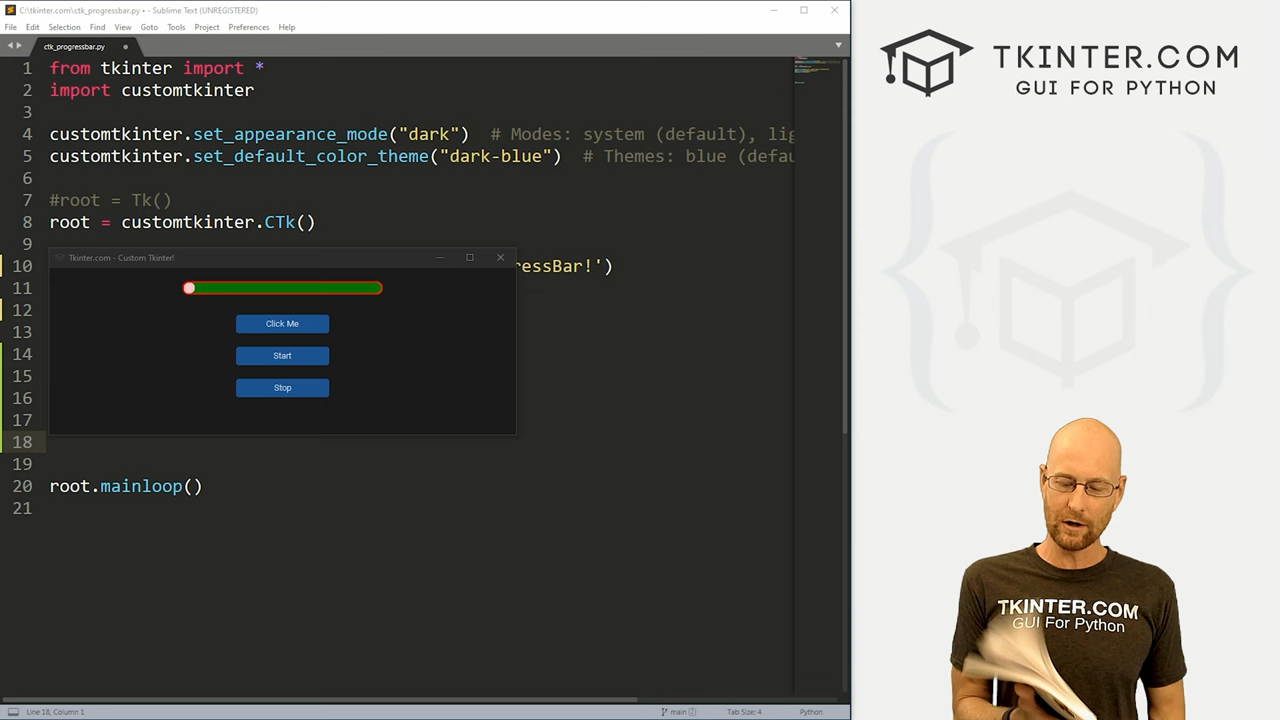 C:\tkinter.com\ctk_progressbar.py • - Sublime Text (UNREGISTERED)
File Edit Selection Find View Goto Tools Project Preferences Help
ctk_progressbar.py
1 from tkinter import *
2 import customtkinter
3
4 customtkinter.set_appearance_mode("dark") # Modes: system (default), lig
5 customtkinter.set_default_color_theme("dark-blue") # Themes: blue (defau
6
7 #root = Tk()
8 root = customtkinter.CTk()
9
Tkinter.com - Custom Tkinter!
10 ressBar!')
11
12
Click Me
13
14
Start
15
16
Stop
17
18
19
20 root.mainloop()
21
Line 18, Column 1
main 2
Tab Size: 4
Python
TKINTER.COM
GUI FOR PYTHON
TKINTER.COM
GUI For Python